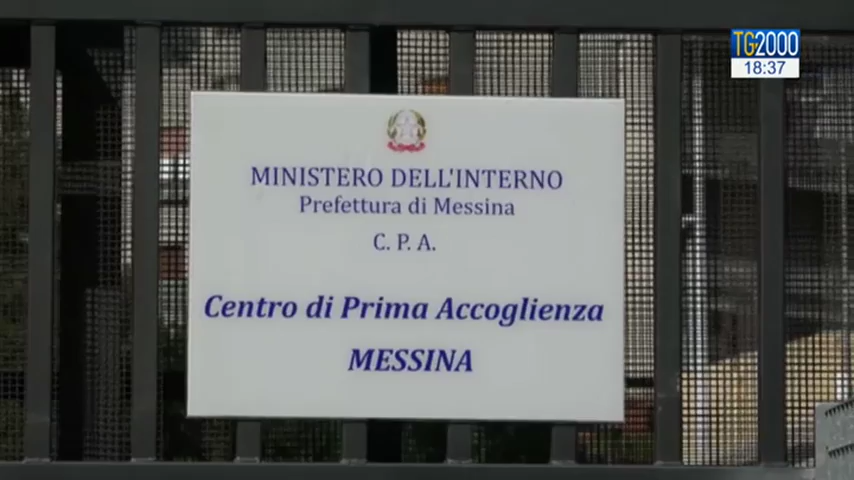 TG2000
18:37
MINISTERO DELL'INTERNO
Prefettura di Messina
C. P. A.
Centro di Prima Accoglienza
MESSINA